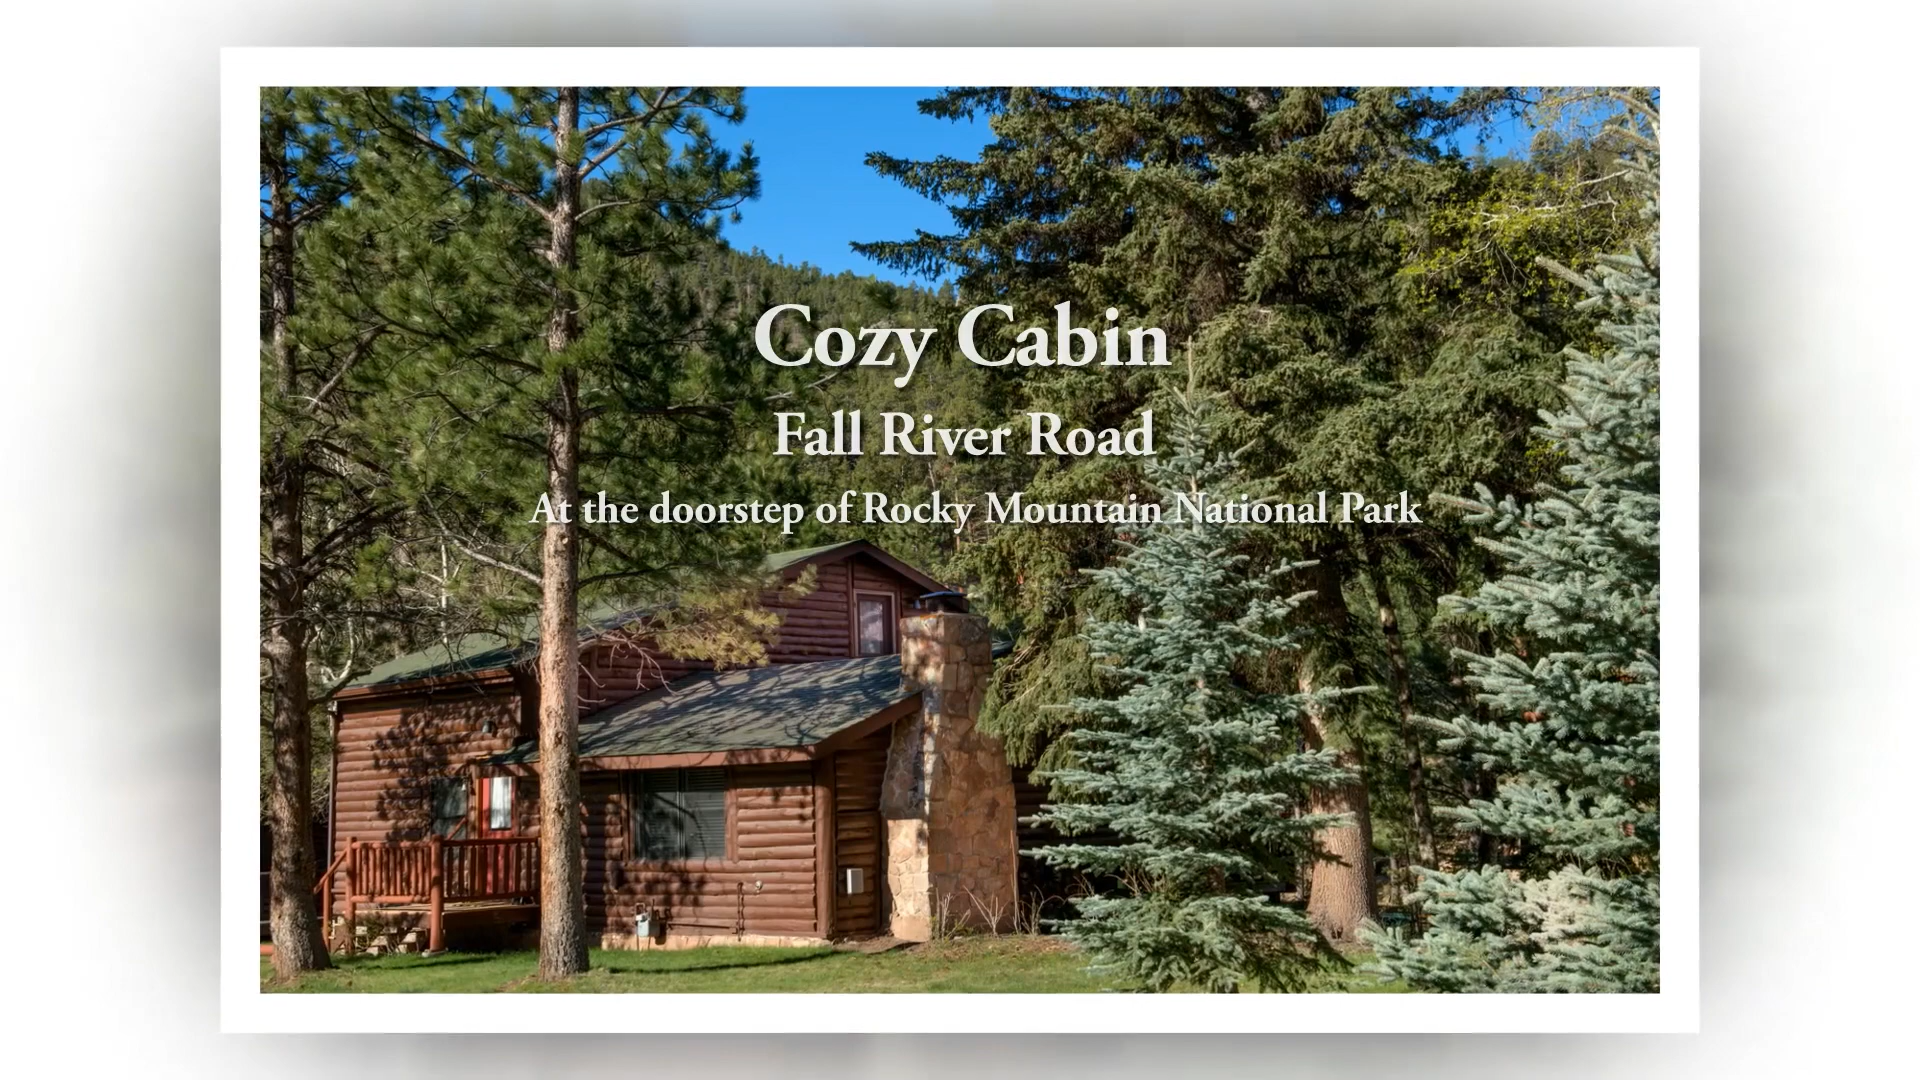 Cozy Cabin
Fall River Road
At the doorstep of Rocky Mountain National Park